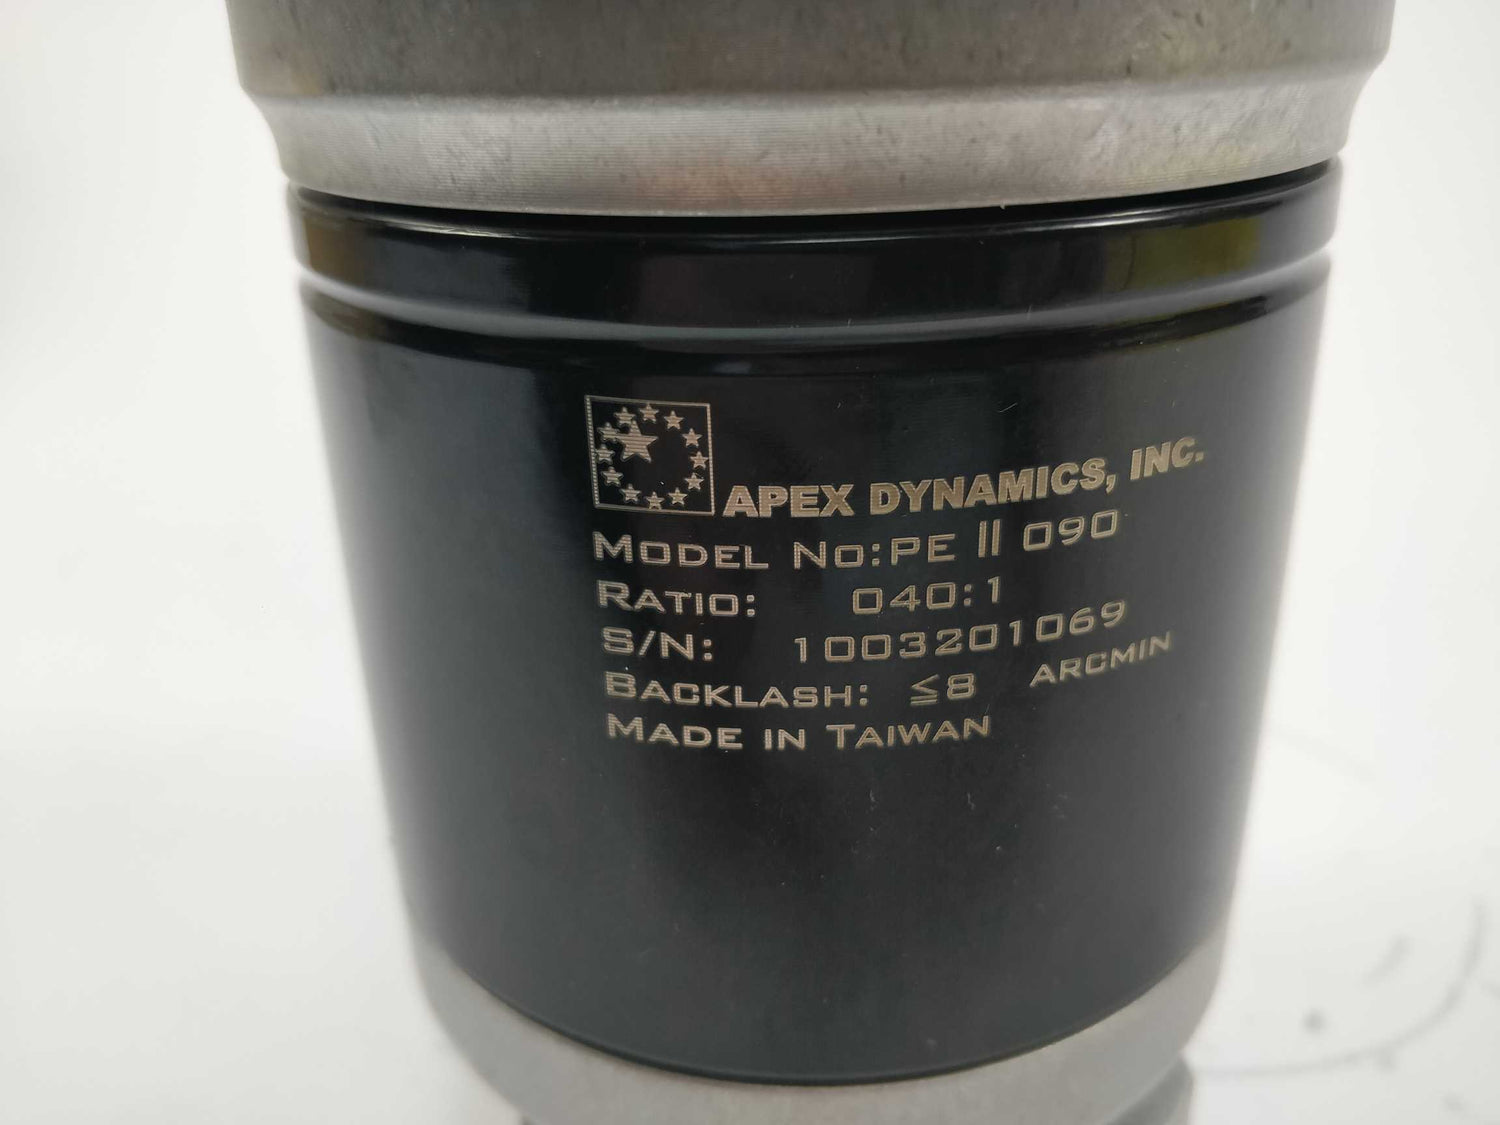 APEX DYNAMICS, INC.
MODEL NO:PE II 090
RATIO: 040:1
S/N: 1003201069
BACKLASH: ≦8 ARCMIN
MADE IN TAIWAN